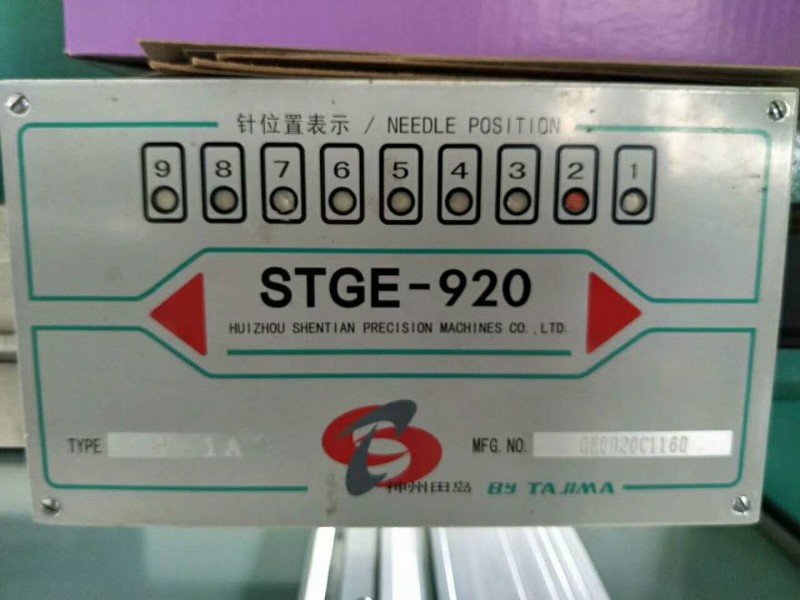 针位置表示 / NEEDLE POSITION
9 8 7 6 5 4 3 2 1
STGE-920
HUIZHOU SHENTIAN PRECISION MACHINES CO.,LTD.
TYPE 1A MFG. NO.
神州田岛 BY TAJIMA